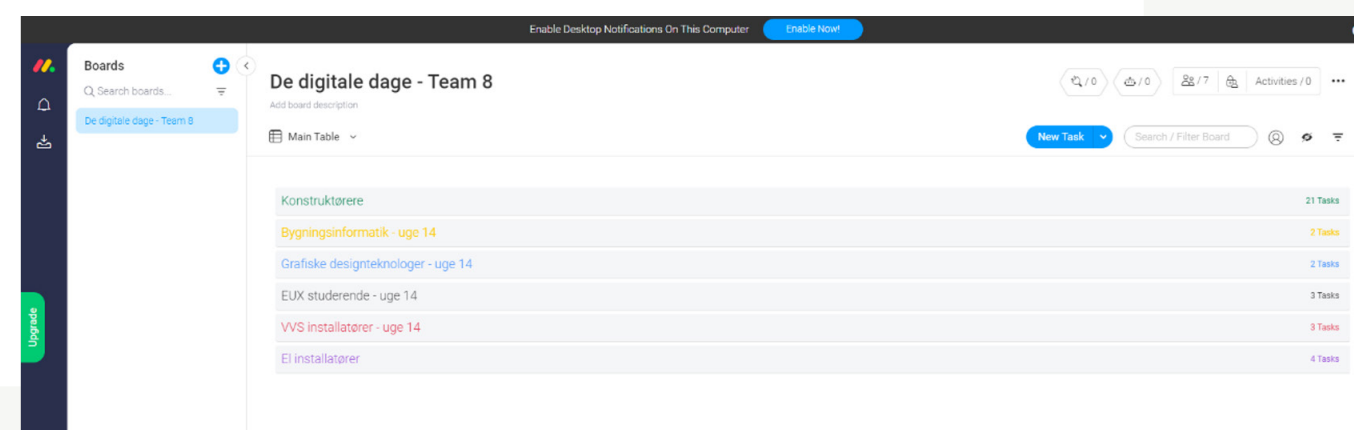 Enable Desktop Notifications On This Computer Enable Now!
Boards
Search boards...
De digitale dage - Team 8
Upgrade
De digitale dage - Team 8
/ 0 / 0 / 7 Activities / 0
Add board description
Main Table
New Task Search / Filter Board
Konstruktørere 21 Tasks
Bygningsinformatik - uge 14 2 Tasks
Grafiske designteknologer - uge 14 2 Tasks
EUX studerende - uge 14 3 Tasks
VVS installatører - uge 14 3 Tasks
El installatører 4 Tasks